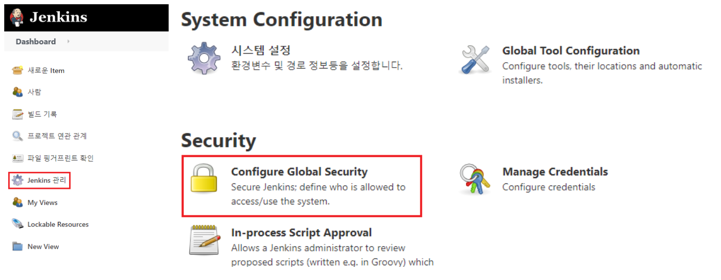 Jenkins
Dashboard
새로운 Item
사람
빌드 기록
프로젝트 연관 관계
파일 핑거프린트 확인
Jenkins 관리
My Views
Lockable Resources
New View
System Configuration
시스템 설정
환경변수 및 경로 정보등을 설정합니다.
Global Tool Configuration
Configure tools, their locations and automatic
installers.
Security
Configure Global Security
Secure Jenkins; define who is allowed to
access/use the system.
Manage Credentials
Configure credentials
In-process Script Approval
Allows a Jenkins administrator to review
proposed scripts (written e.g. in Groovy) which